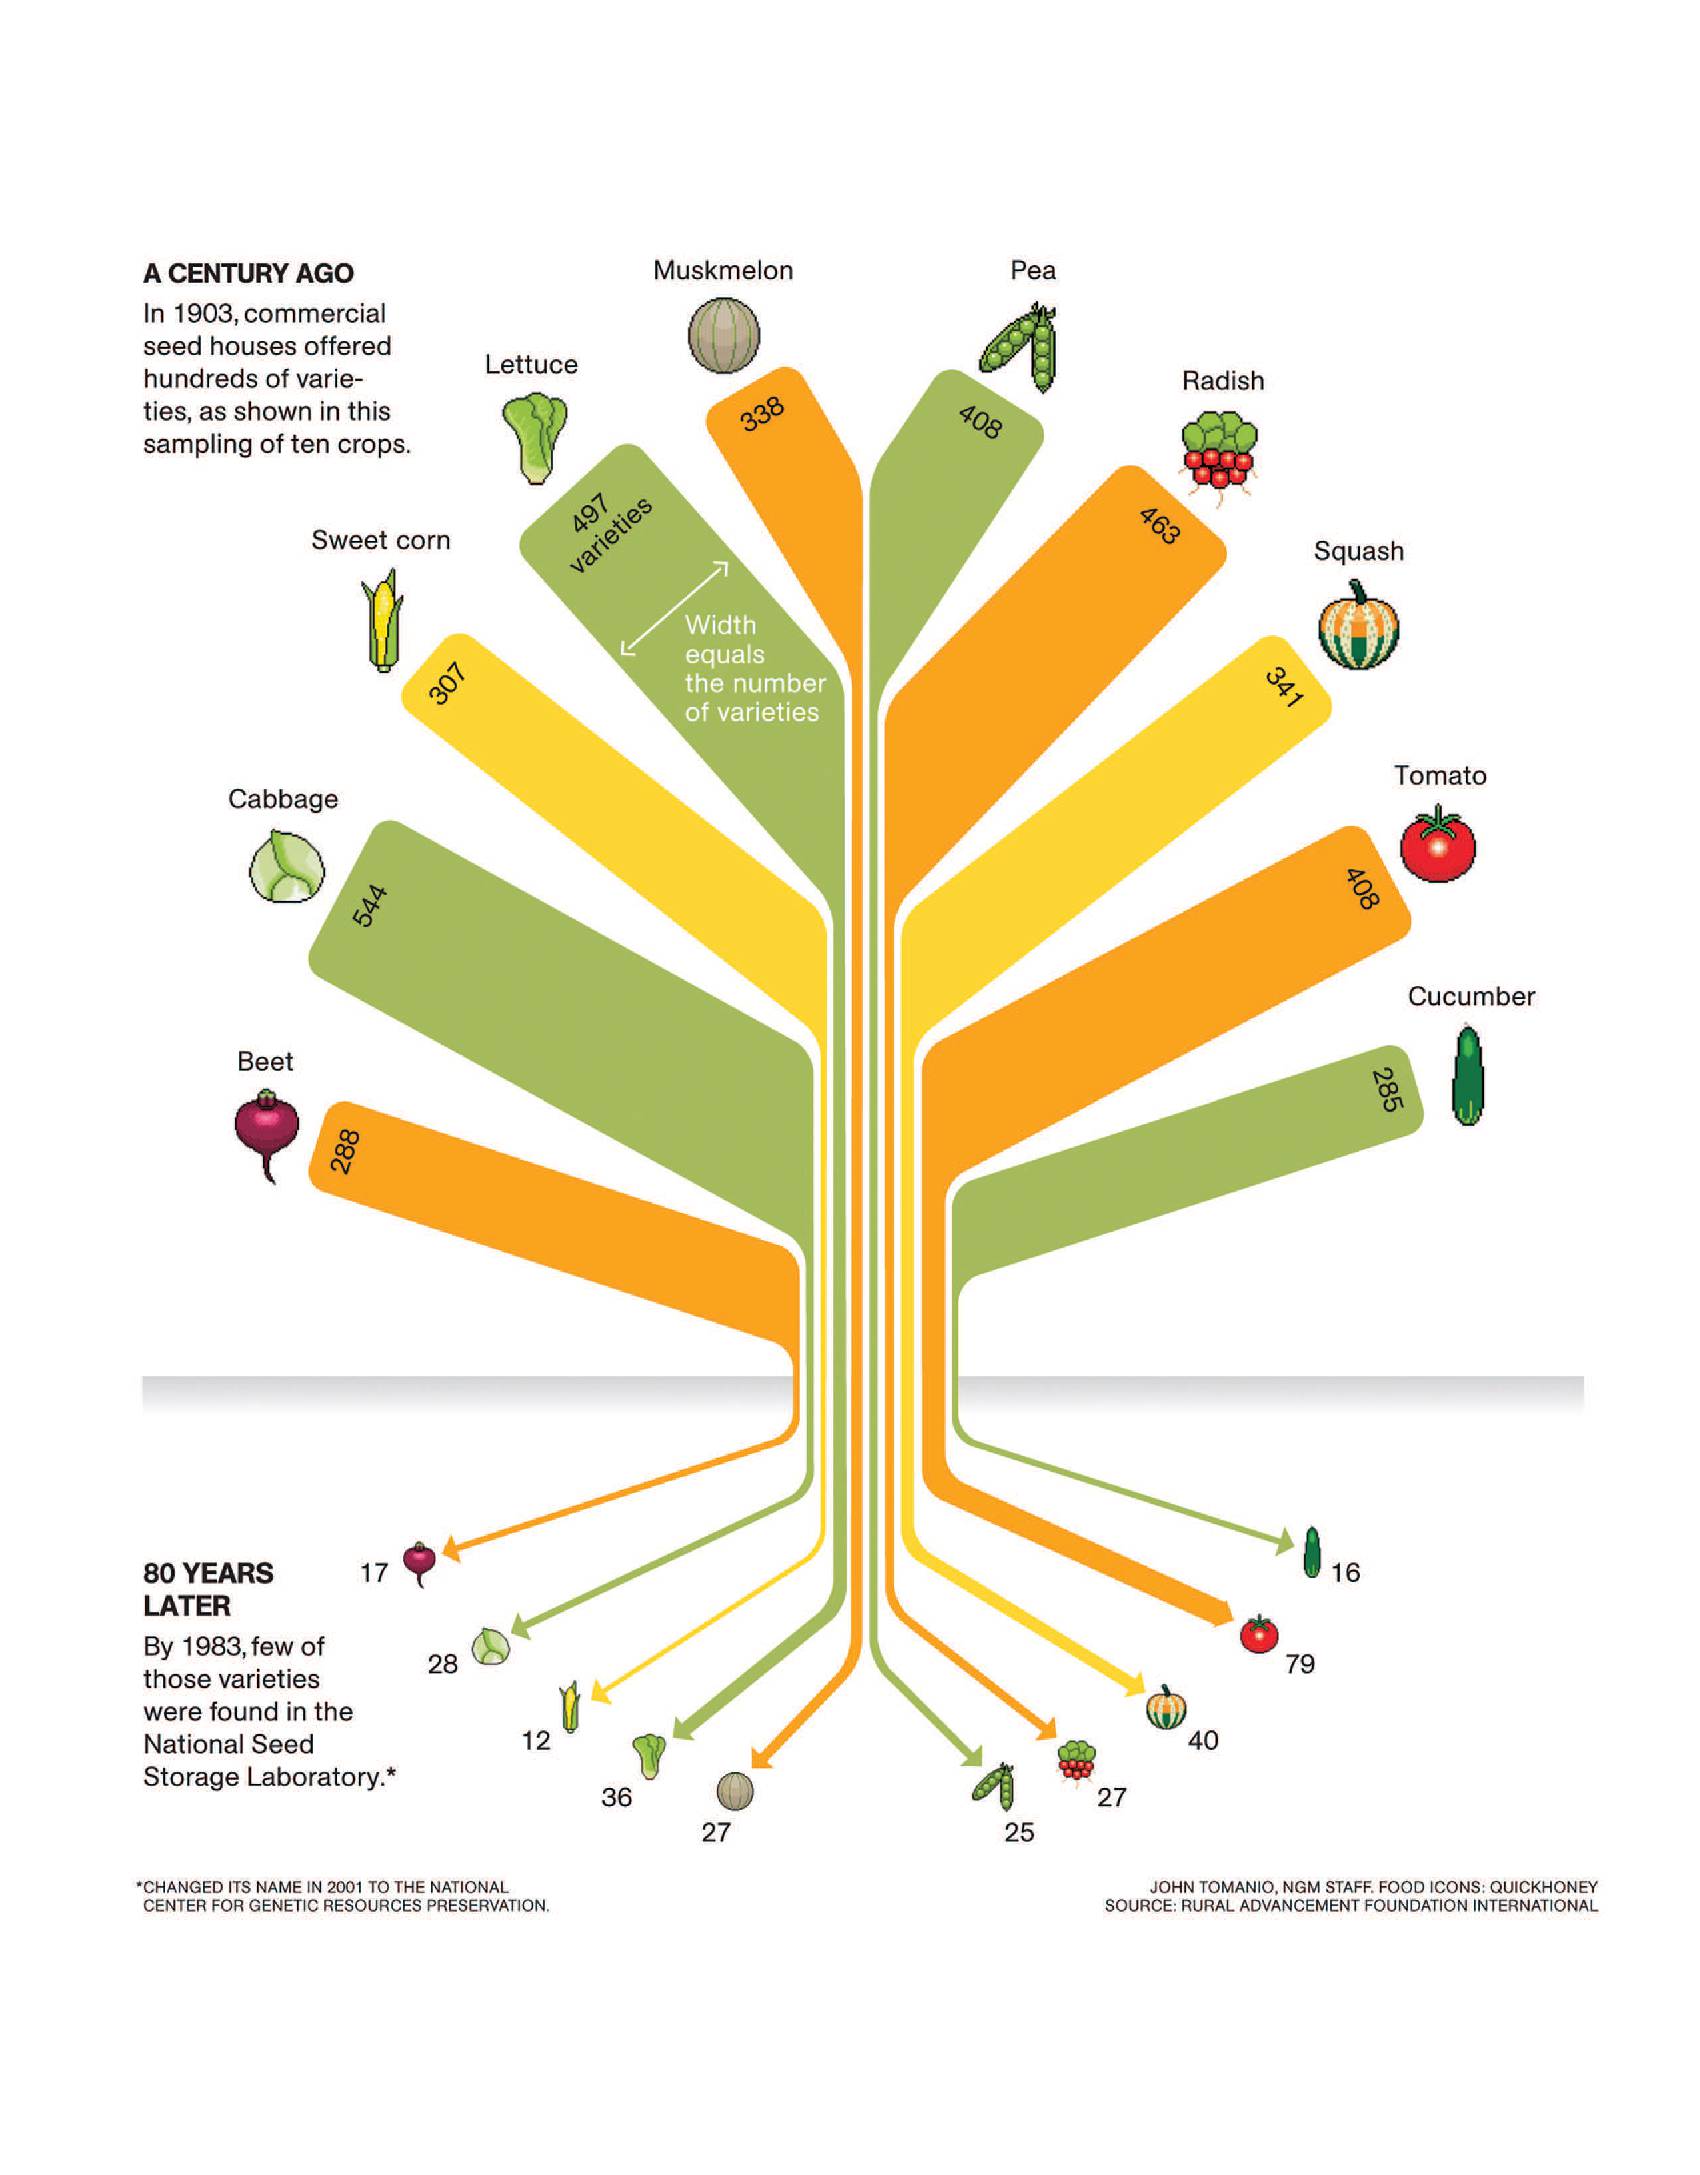 A CENTURY AGO
In 1903, commercial
seed houses offered
hundreds of varie-
ties, as shown in this
sampling of ten crops.
Muskmelon
338
Pea
408
Lettuce
497
varieties
Width
equals
the number
of varieties
Radish
463
Sweet corn
307
Squash
341
Cabbage
544
Tomato
408
Beet
288
Cucumber
285
80 YEARS
LATER
By 1983, few of
those varieties
were found in the
National Seed
Storage Laboratory.*
17
28
12
36
27
25
27
40
79
16
*CHANGED ITS NAME IN 2001 TO THE NATIONAL
CENTER FOR GENETIC RESOURCES PRESERVATION.
JOHN TOMANIO, NGM STAFF. FOOD ICONS: QUICKHONEY
SOURCE: RURAL ADVANCEMENT FOUNDATION INTERNATIONAL